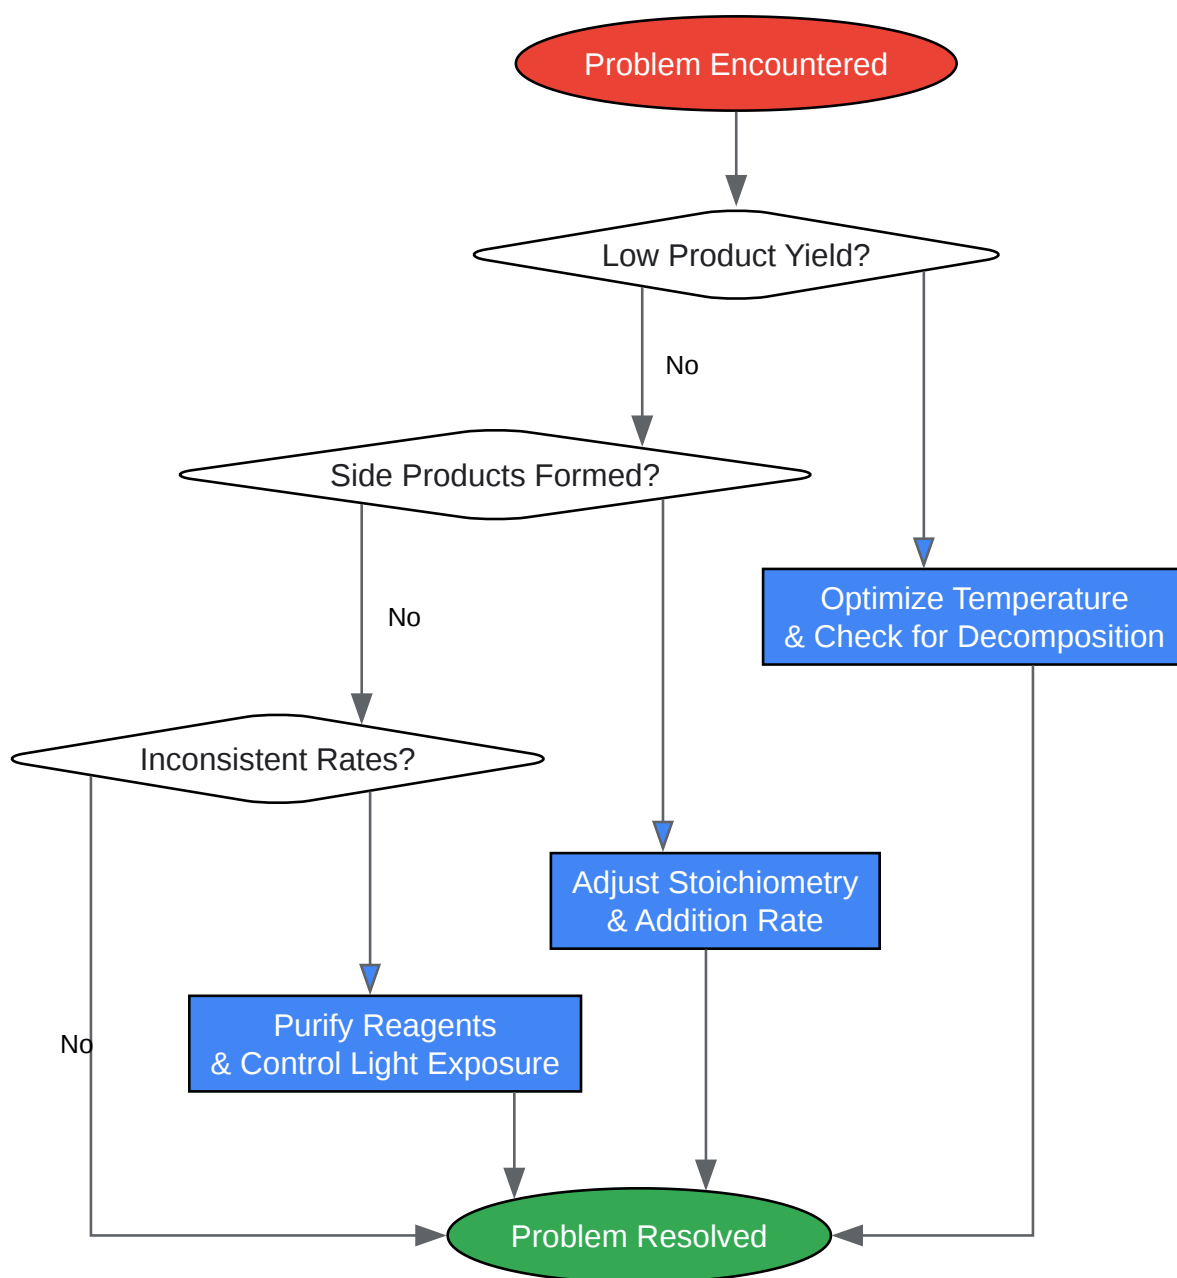 Problem Encountered
Low Product Yield?
No
Side Products Formed?
Optimize Temperature
& Check for Decomposition
No
Inconsistent Rates?
Adjust Stoichiometry
& Addition Rate
Purify Reagents
& Control Light Exposure
No
Problem Resolved